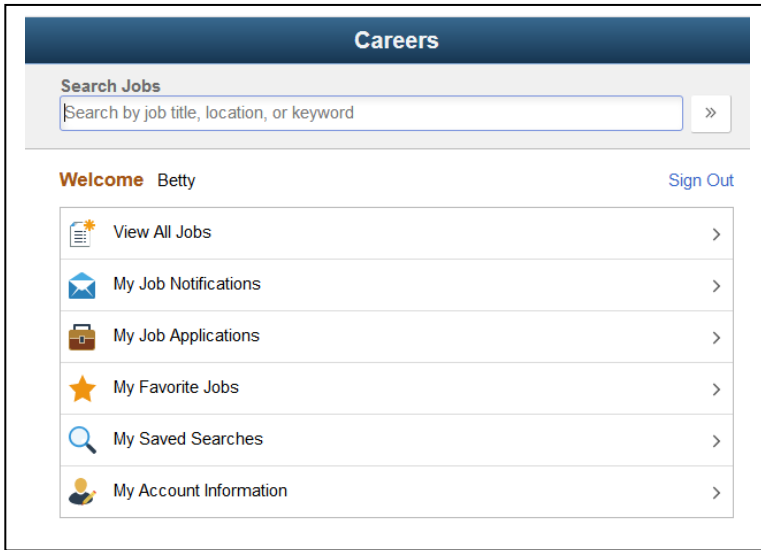 Careers
Search Jobs
Search by job title, location, or keyword
»
Welcome Betty Sign Out
View All Jobs
My Job Notifications
My Job Applications
My Favorite Jobs
My Saved Searches
My Account Information